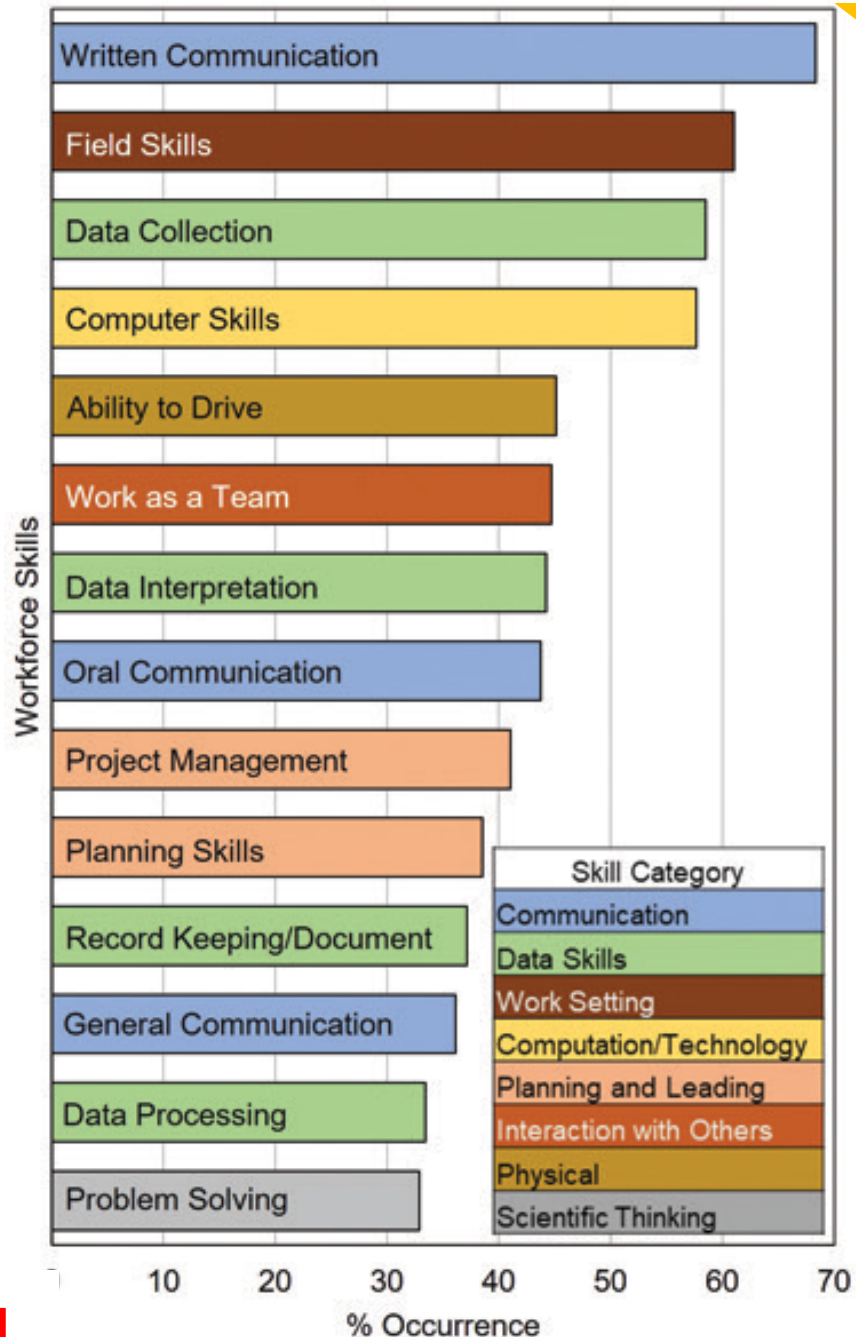 Written Communication
Field Skills
Data Collection
Computer Skills
Ability to Drive
Work as a Team
Data Interpretation
Oral Communication
Project Management
Planning Skills
Record Keeping/Document
General Communication
Data Processing
Problem Solving
Workforce Skills
Skill Category
Communication
Data Skills
Work Setting
Computation/Technology
Planning and Leading
Interaction with Others
Physical
Scientific Thinking
10 20 30 40 50 60 70
% Occurrence